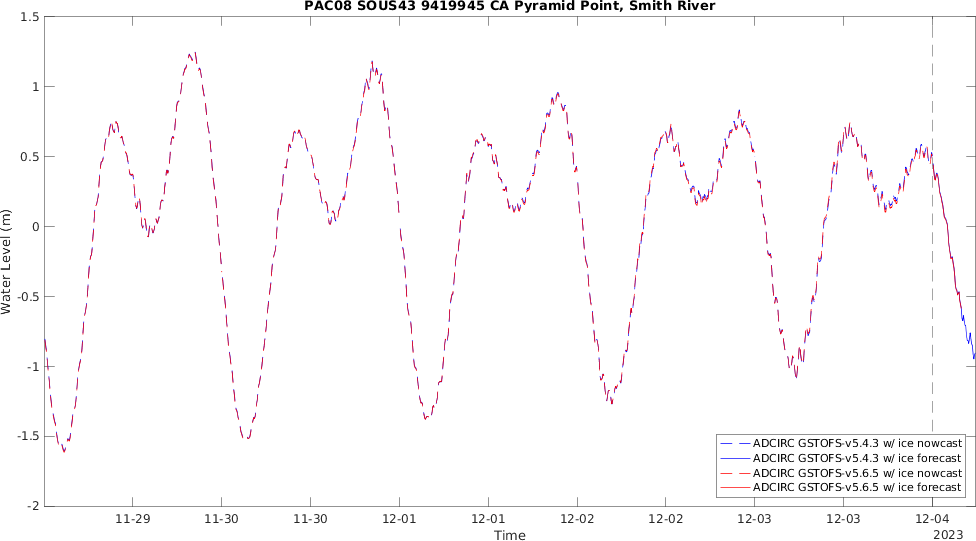 PAC08 SOUS43 9419945 CA Pyramid Point, Smith River
1.5
1
0.5
0
-0.5
-1
-1.5
-2
Water Level (m)
ADCIRC GSTOFS-v5.4.3 w/ ice nowcast
ADCIRC GSTOFS-v5.4.3 w/ ice forecast
ADCIRC GSTOFS-v5.6.5 w/ ice nowcast
ADCIRC GSTOFS-v5.6.5 w/ ice forecast
11-29 11-30 11-30 12-01 12-01 12-02 12-02 12-03 12-03 12-04
Time
2023